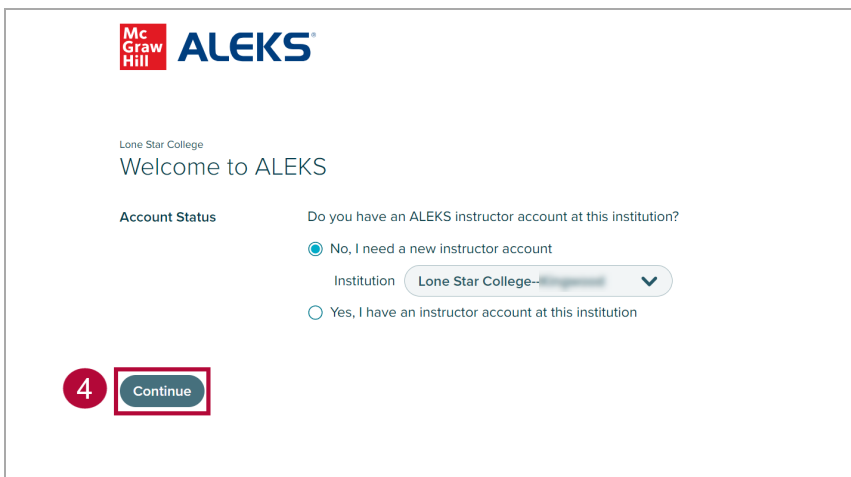 Mc
Graw
Hill
ALEKS®
Lone Star College
Welcome to ALEKS
Account Status
Do you have an ALEKS instructor account at this institution?
No, I need a new instructor account
Institution Lone Star College--
Yes, I have an instructor account at this institution
4 Continue